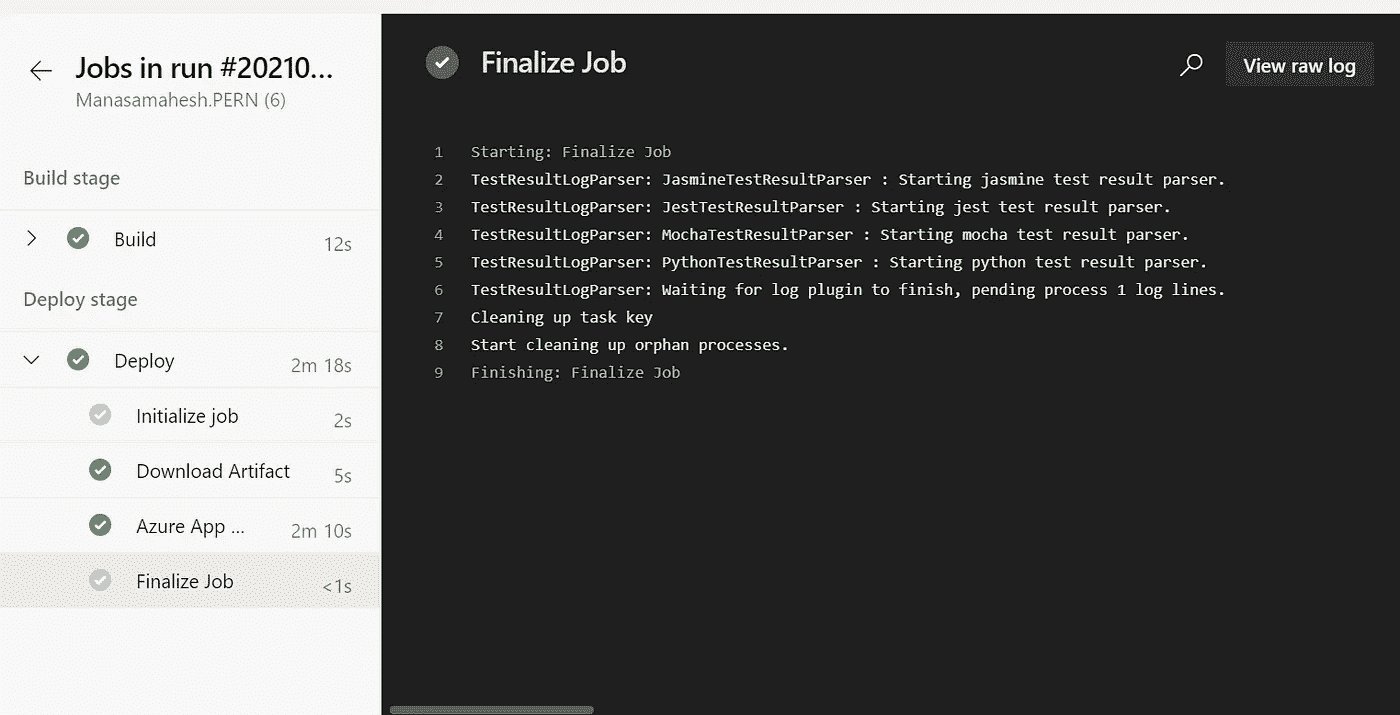 Jobs in run #20210...
Manasamahesh.PERN (6)
Build stage
Build 12s
Deploy stage
Deploy 2m 18s
Initialize job 2s
Download Artifact 5s
Azure App ... 2m 10s
Finalize Job <1s
Finalize Job
View raw log
1 Starting: Finalize Job
2 TestResultLogParser: JasmineTestResultParser : Starting jasmine test result parser.
3 TestResultLogParser: JestTestResultParser : Starting jest test result parser.
4 TestResultLogParser: MochaTestResultParser : Starting mocha test result parser.
5 TestResultLogParser: PythonTestResultParser : Starting python test result parser.
6 TestResultLogParser: Waiting for log plugin to finish, pending process 1 log lines.
7 Cleaning up task key
8 Start cleaning up orphan processes.
9 Finishing: Finalize Job